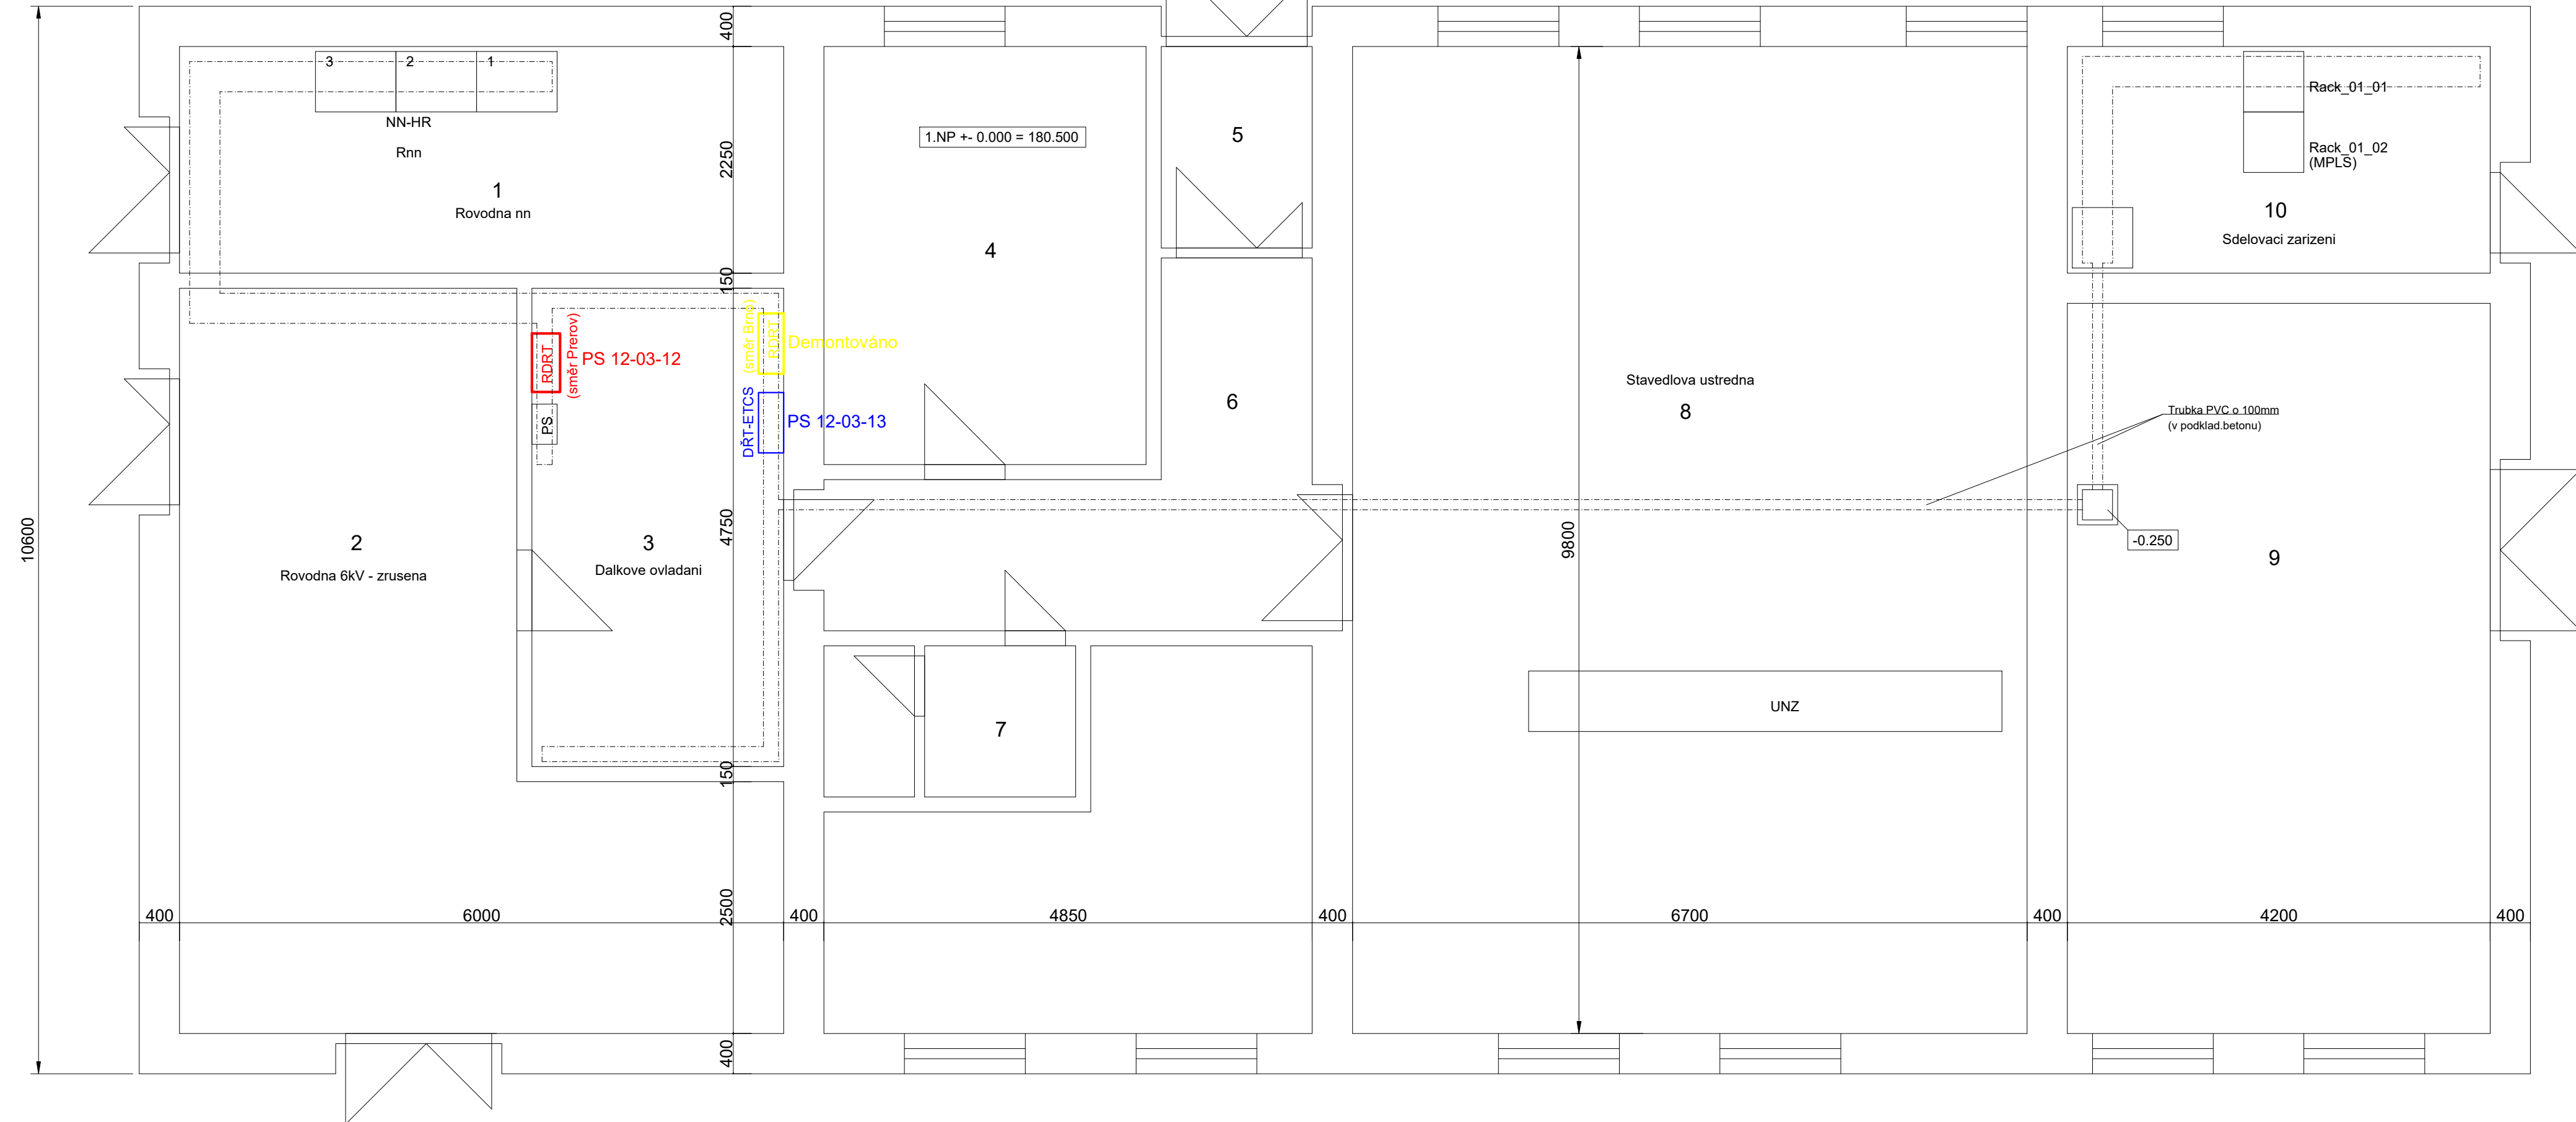 400
3
2
1
NN-HR
Rnn
1
Rovodna nn
2250
1.NP +- 0.000 = 180.500
4
5
Rack_01_01
Rack_01_02
(MPLS)
10
Sdelovaci zarizeni
150
RDRT
(směr Prerov)
PS 12-03-12
(směr Brno)
RDRT
Demontováno
PS
DŘT-ETCS
PS 12-03-13
6
Stavedlova ustredna
8
Trubka PVC o 100mm
(v podklad.betonu)
10600
2
Rovodna 6kV - zrusena
3
Dalkove ovladani
4750
9800
-0.250
9
7
UNZ
150
2500
400
6000
400
4850
400
6700
400
4200
400
400